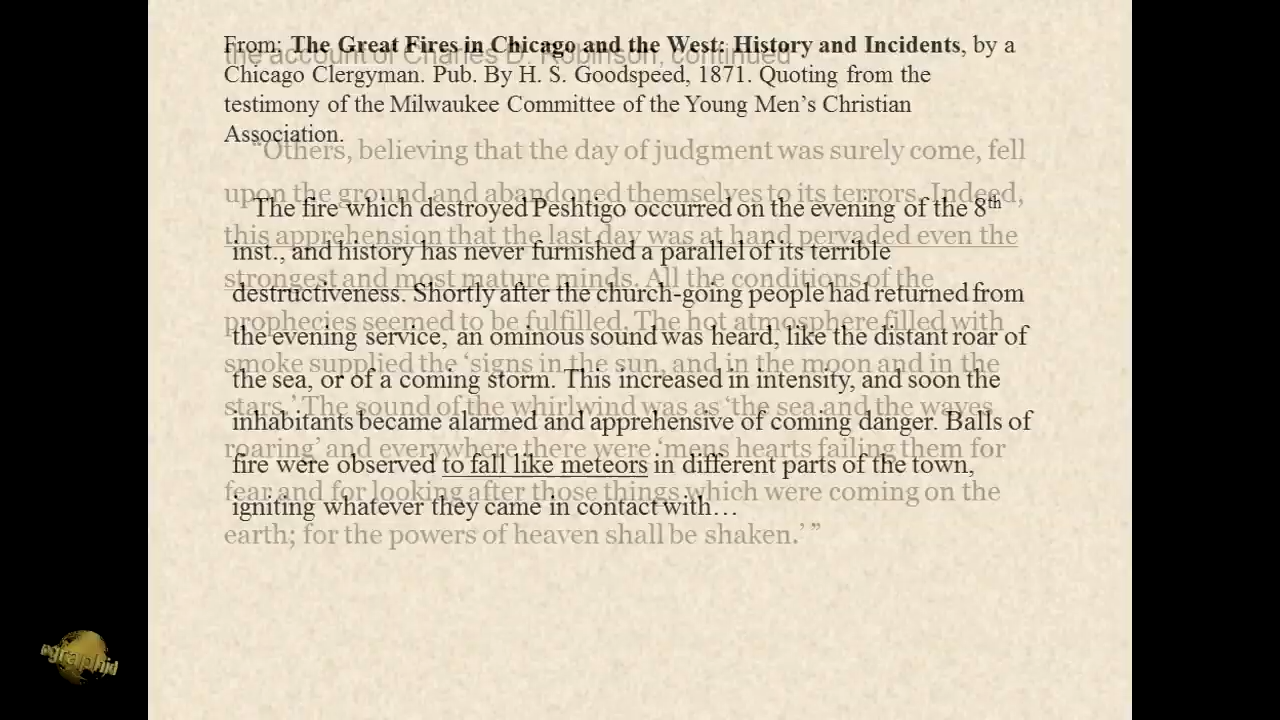 From: The Great Fires in Chicago and the West: History and Incidents, by a
Chicago Clergyman. Pub. By H. S. Goodspeed, 1871. Quoting from the
testimony of the Milwaukee Committee of the Young Men’s Christian
Association.
The fire which destroyed Peshtigo occurred on the evening of the 8th
inst., and history has never furnished a parallel of its terrible
destructiveness. Shortly after the church-going people had returned from
the evening service, an ominous sound was heard, like the distant roar of
the sea, or of a coming storm. This increased in intensity, and soon the
inhabitants became alarmed and apprehensive of coming danger. Balls of
fire were observed to fall like meteors in different parts of the town,
igniting whatever they came in contact with…
the account of Charles D. Robinson, continued
“Others, believing that the day of judgment was surely come, fell
upon the ground and abandoned themselves to its terrors. Indeed,
this apprehension that the last day was at hand pervaded even the
strongest and most mature minds. All the conditions of the
prophecies seemed to be fulfilled. The hot atmosphere filled with
smoke supplied the ‘signs in the sun, and in the moon and in the
stars.’ The sound of the whirlwind was as ‘the sea and the waves
roaring’ and everywhere there were ‘mens hearts failing them for
fear and for looking after those things which were coming on the
earth; for the powers of heaven shall be shaken.’ ”